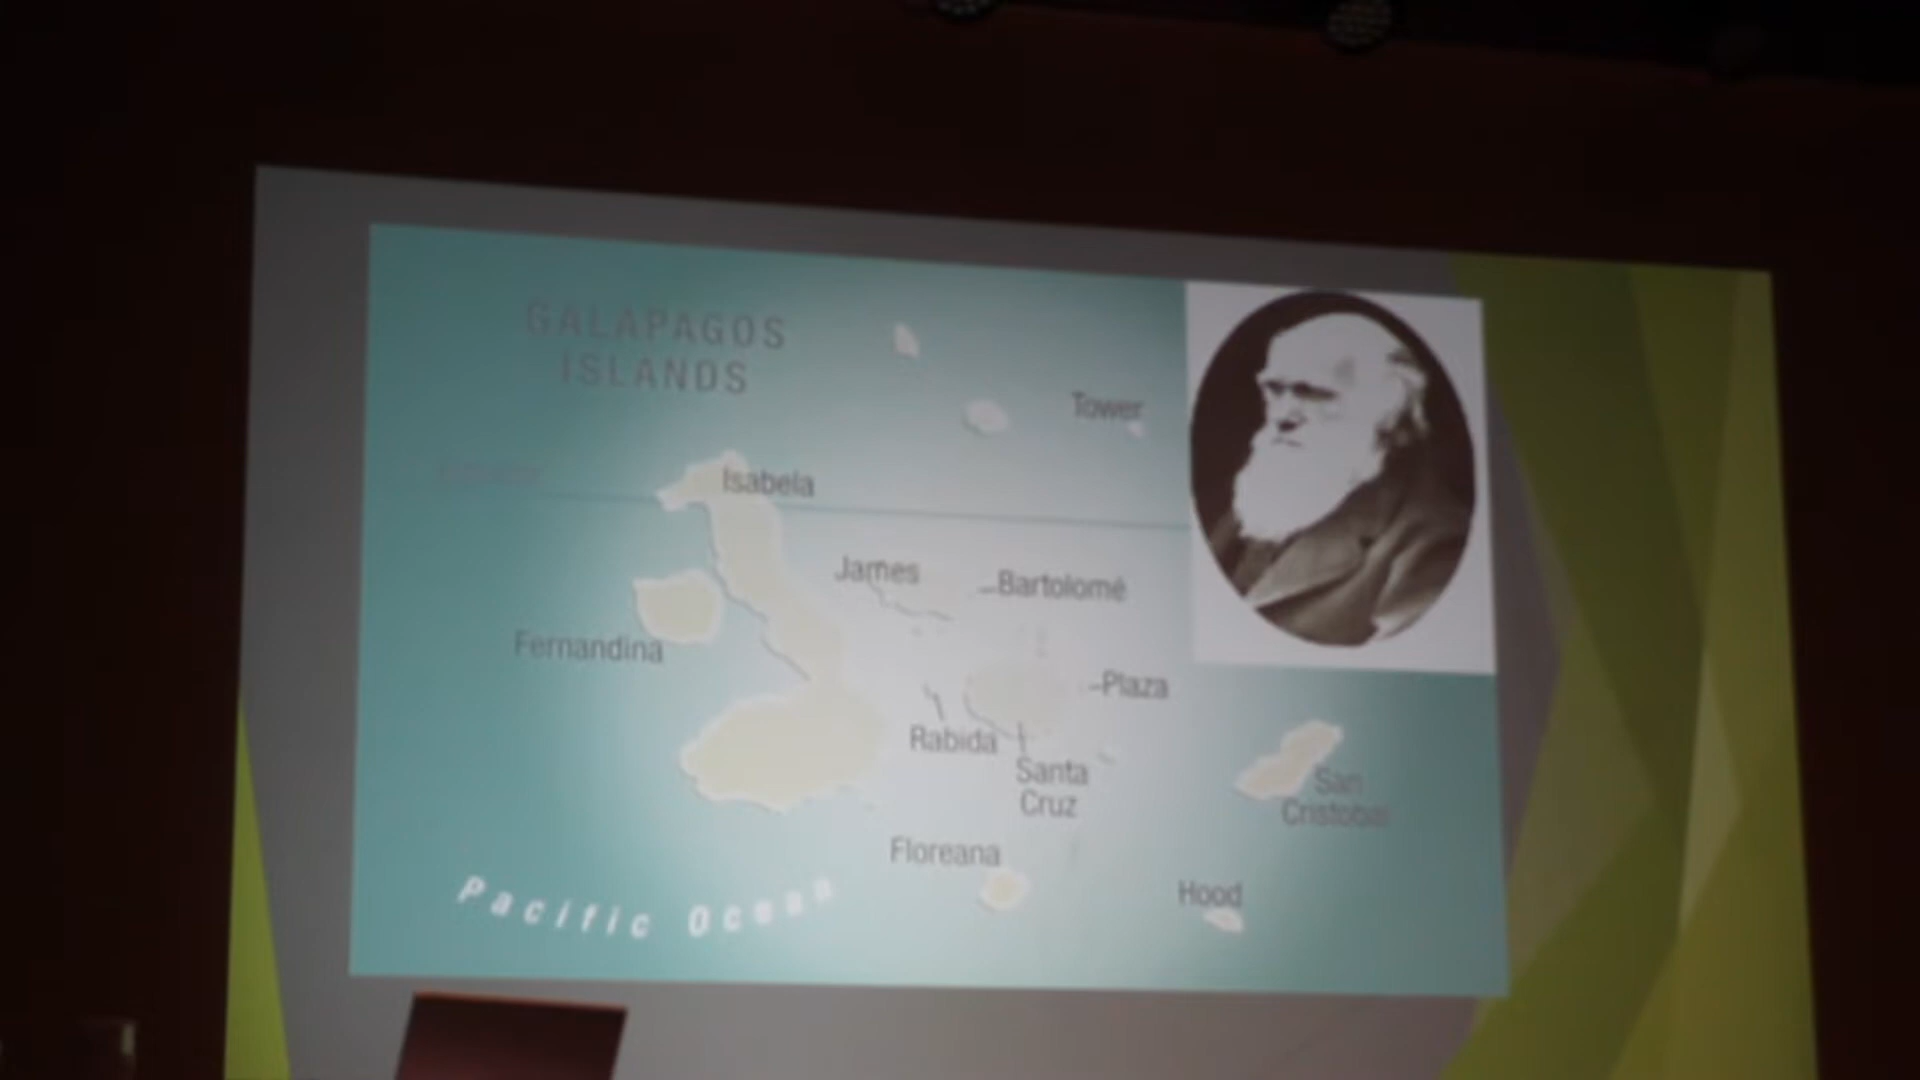 GALAPAGOS
ISLANDS
Tower
Isabela
James
Bartolomé
Fernandina
Plaza
Rabida
Santa
Cruz
San
Cristobal
Floreana
Hood
Pacific Ocean